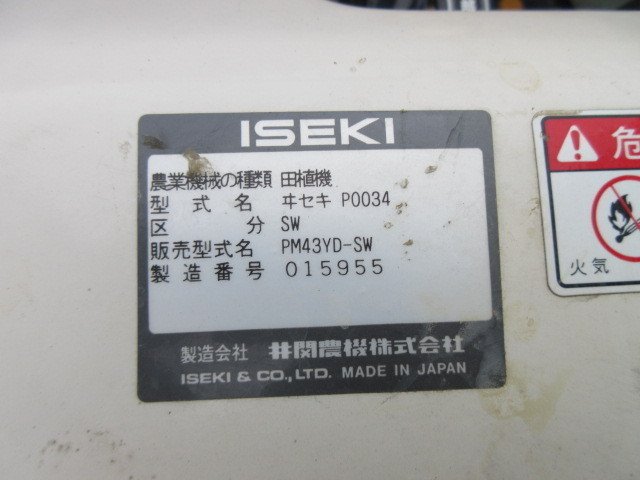 ISEKI
農業機械の種類 田植機
型式名 ヰセキ P0034
区分 SW
販売型式名 PM43YD-SW
製造番号 015955
製造会社 井関農機株式会社
ISEKI & CO., LTD. MADE IN JAPAN
危
火気